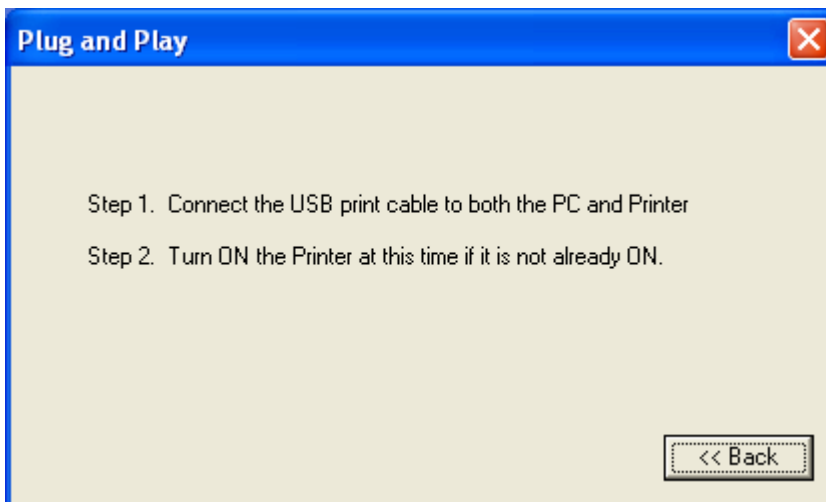 Plug and Play
Step 1. Connect the USB print cable to both the PC and Printer
Step 2. Turn ON the Printer at this time if it is not already ON.
<< Back